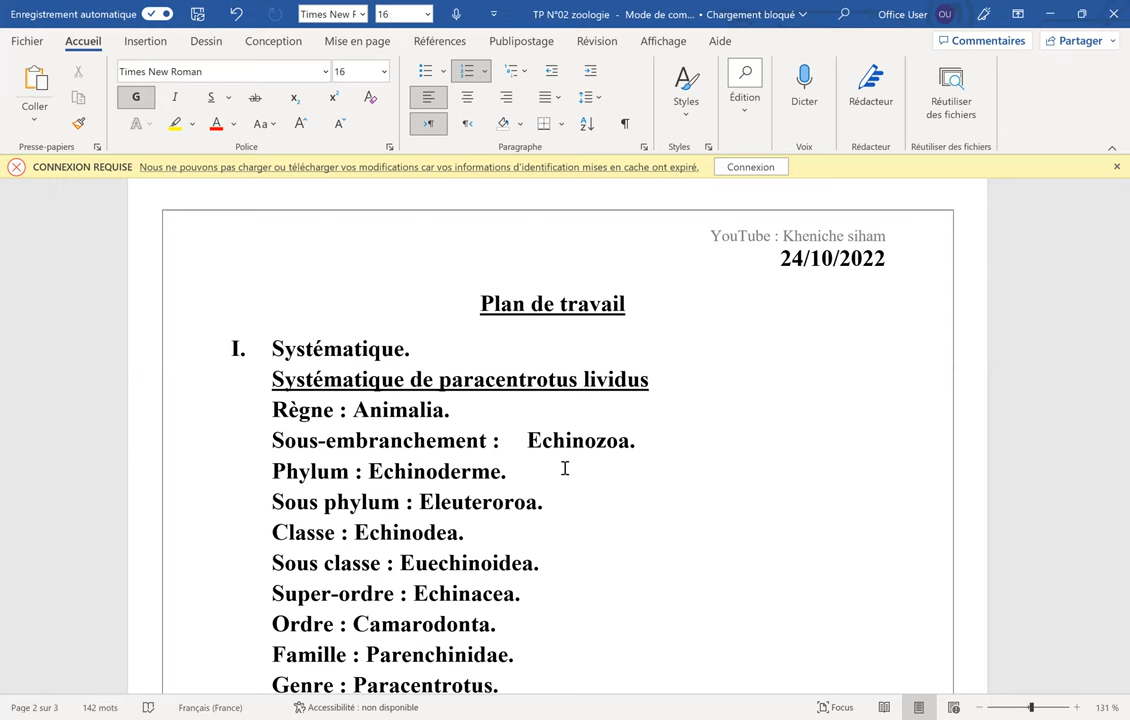 Enregistrement automatique
Times New F
16
TP N°02 zoologie - Mode de com... • Chargement bloqué
Office User
OU
Fichier Accueil Insertion Dessin Conception Mise en page Références Publipostage Révision Affichage Aide
Commentaires
Partager
Coller
Presse-papiers
Times New Roman
16
G I S ab x₂ x² A
A A Aa A A
Police
Paragraphe
Styles
Styles
Édition
Dicter
Voix
Rédacteur
Rédacteur
Réutiliser des fichiers
Réutiliser des fichiers
CONNEXION REQUISE Nous ne pouvons pas charger ou télécharger vos modifications car vos informations d'identification mises en cache ont expiré. Connexion
YouTube : Kheniche siham
24/10/2022
Plan de travail
I. Systématique.
Systématique de paracentrotus lividus
Règne : Animalia.
Sous-embranchement : Echinozoa.
Phylum : Echinoderme.
Sous phylum : Eleuteroroa.
Classe : Echinodea.
Sous classe : Euechinoidea.
Super-ordre : Echinacea.
Ordre : Camarodonta.
Famille : Parenchinidae.
Genre : Paracentrotus.
Page 2 sur 3
142 mots
Français (France)
Accessibilité : non disponible
Focus
131 %